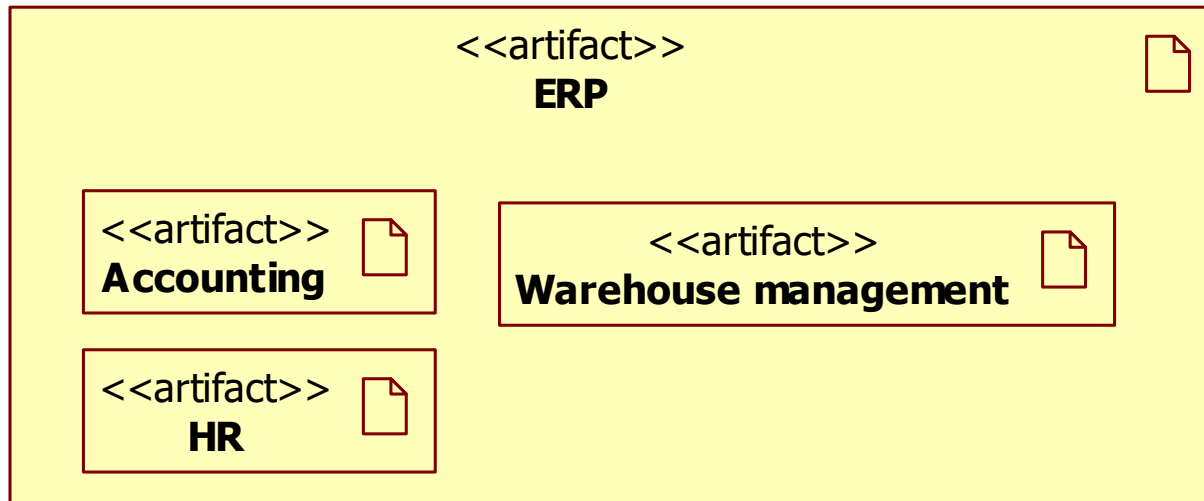 <<artifact>>
ERP
<<artifact>>
Accounting
<<artifact>>
Warehouse management
<<artifact>>
HR